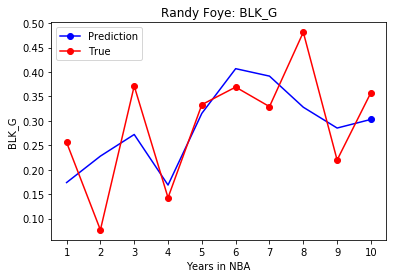 Randy Foye: BLK_G
Prediction
True
0.50
0.45
0.40
0.35
0.30
0.25
0.20
0.15
0.10
BLK_G
1 2 3 4 5 6 7 8 9 10
Years in NBA